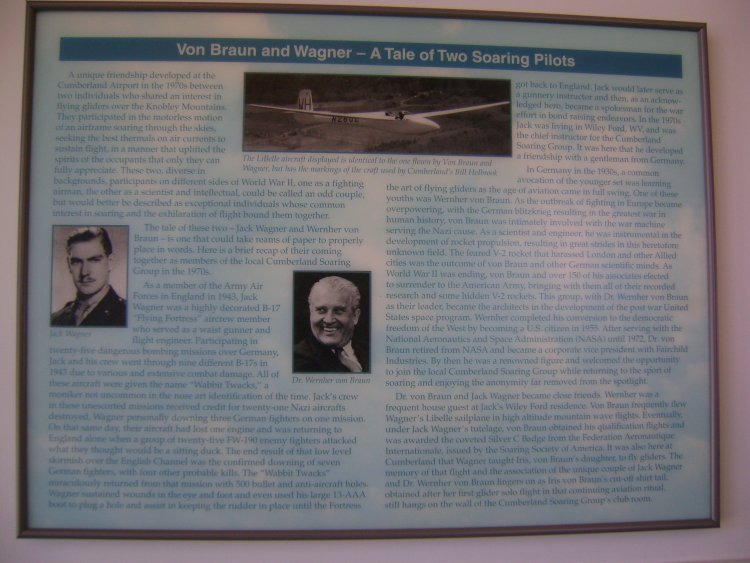 Von Braun and Wagner – A Tale of Two Soaring Pilots
A unique friendship developed at the
Cumberland Airport in the 1970s between
two individuals who shared an interest in
flying gliders over the Knobley Mountains.
They participated in the motorless motion
of an airframe soaring through the skies,
seeking the best thermals on air currents to
sustain flight, in a manner that uplifted the
spirits of the occupants that only they can
fully appreciate. These two, diverse in
backgrounds, participants on different sides of World War II, one as a fighting
airman, the other as a scientist and intellectual, could be called an odd couple,
but would better be described as exceptional individuals whose common
interest in soaring and the exhilaration of flight bound them together.
The tale of these two – Jack Wagner and Wernher von
Braun – is one that could take reams of paper to properly
place in words. Here is a brief recap of their coming
together as members of the local Cumberland Soaring
Group in the 1970s.
As a member of the Army Air
Forces in England in 1943, Jack
Wagner was a highly decorated B-17
"Flying Fortress" aircrew member
who served as a waist gunner and
flight engineer. Participating in
twenty-five dangerous bombing missions over Germany,
Jack and his crew went through nine different B-17s in
1943 due to various and extensive combat damage. All of
these aircraft were given the name "Wabbit Twacks," a
moniker not uncommon in the nose art identification of the time. Jack's crew
in these unescorted missions received credit for twenty-one Nazi aircrafts
destroyed, Wagner personally downing three German fighters on one mission.
On that same day, their aircraft had lost one engine and was returning to
England alone when a group of twenty-five FW-190 enemy fighters attacked
what they thought would be a sitting duck. The end result of that low level
skirmish over the English Channel was the confirmed downing of seven
German fighters, with four other probable kills. The "Wabbit Twacks"
miraculously returned from that mission with 500 bullet and anti-aircraft holes.
Wagner sustained wounds in the eye and foot and even used his large 13-AAA
boot to plug a hole and assist in keeping the rudder in place until the Fortress
Jack Wagner
Dr. Wernher von Braun
VH
N280E
The Libelle aircraft displayed is identical to the one flown by Von Braun and
Wagner, but has the markings of the craft used by Cumberland's Bill Holbrook
got back to England. Jack would later serve as
a gunnery instructor and then, as an acknow-
ledged hero, became a spokesman for the war
effort in bond raising endeavors. In the 1970s
Jack was living in Wiley Ford, WV, and was
the chief instructor for the Cumberland
Soaring Group. It was here that he developed
a friendship with a gentleman from Germany.
In Germany in the 1930s, a common
avocation of the younger set was learning
the art of flying gliders as the age of aviation came in full swing. One of these
youths was Wernher von Braun. As the outbreak of fighting in Europe became
overpowering, with the German blitzkrieg resulting in the greatest war in
human history, von Braun was intimately involved with the war machine
serving the Nazi cause. As a scientist and engineer, he was instrumental in the
development of rocket propulsion, resulting in great strides in this heretofore
unknown field. The feared V-2 rocket that harassed London and other Allied
cities was the outcome of von Braun and other German scientific minds. As
World War II was ending, von Braun and over 150 of his associates elected
to surrender to the American Army, bringing with them all of their recorded
research and some hidden V-2 rockets. This group, with Dr. Wernher von Braun
as their leader, became the architects in the development of the post war United
States space program. Wernher completed his conversion to the democratic
freedom of the West by becoming a U.S. citizen in 1955. After serving with the
National Aeronautics and Space Administration (NASA) until 1972, Dr. von
Braun retired from NASA and became a corporate vice president with Fairchild
Industries. By then he was a renowned figure and welcomed the opportunity
to join the local Cumberland Soaring Group while returning to the sport of
soaring and enjoying the anonymity far removed from the spotlight.
Dr. von Braun and Jack Wagner became close friends. Wernher was a
frequent house guest at Jack's Wiley Ford residence. Von Braun frequently flew
Wagner's Libelle sailplane in high altitude mountain wave flights. Eventually,
under Jack Wagner's tutelage, von Braun obtained his qualification flights and
was awarded the coveted Silver C Badge from the Federation Aeronautique
Internationale, issued by the Soaring Society of America. It was also here at
Cumberland that Wagner taught Iris, von Braun's daughter, to fly gliders. The
memory of that flight and the association of the unique couple of Jack Wagner
and Dr. Wernher von Braun lingers on as Iris von Braun's cut-off shirt tail,
obtained after her first glider solo flight in that continuing aviation ritual,
still hangs on the wall of the Cumberland Soaring Group's club room.